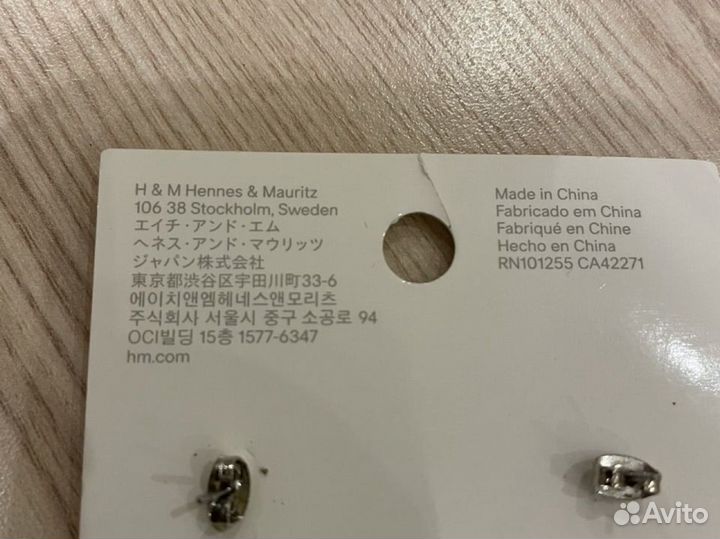 H & M Hennes & Mauritz
106 38 Stockholm, Sweden
エイチ・アンド・エム
ヘネス・アンド・マウリッツ
ジャパン株式会社
東京都渋谷区宇田川町33-6
에이치앤엠헤네스앤모리츠
주식회사 서울시 중구 소공로 94
OCI빌딩 15층 1577-6347
hm.com
Made in China
Fabricado em China
Fabriqué en Chine
Hecho en China
RN101255 CA42271
Avito